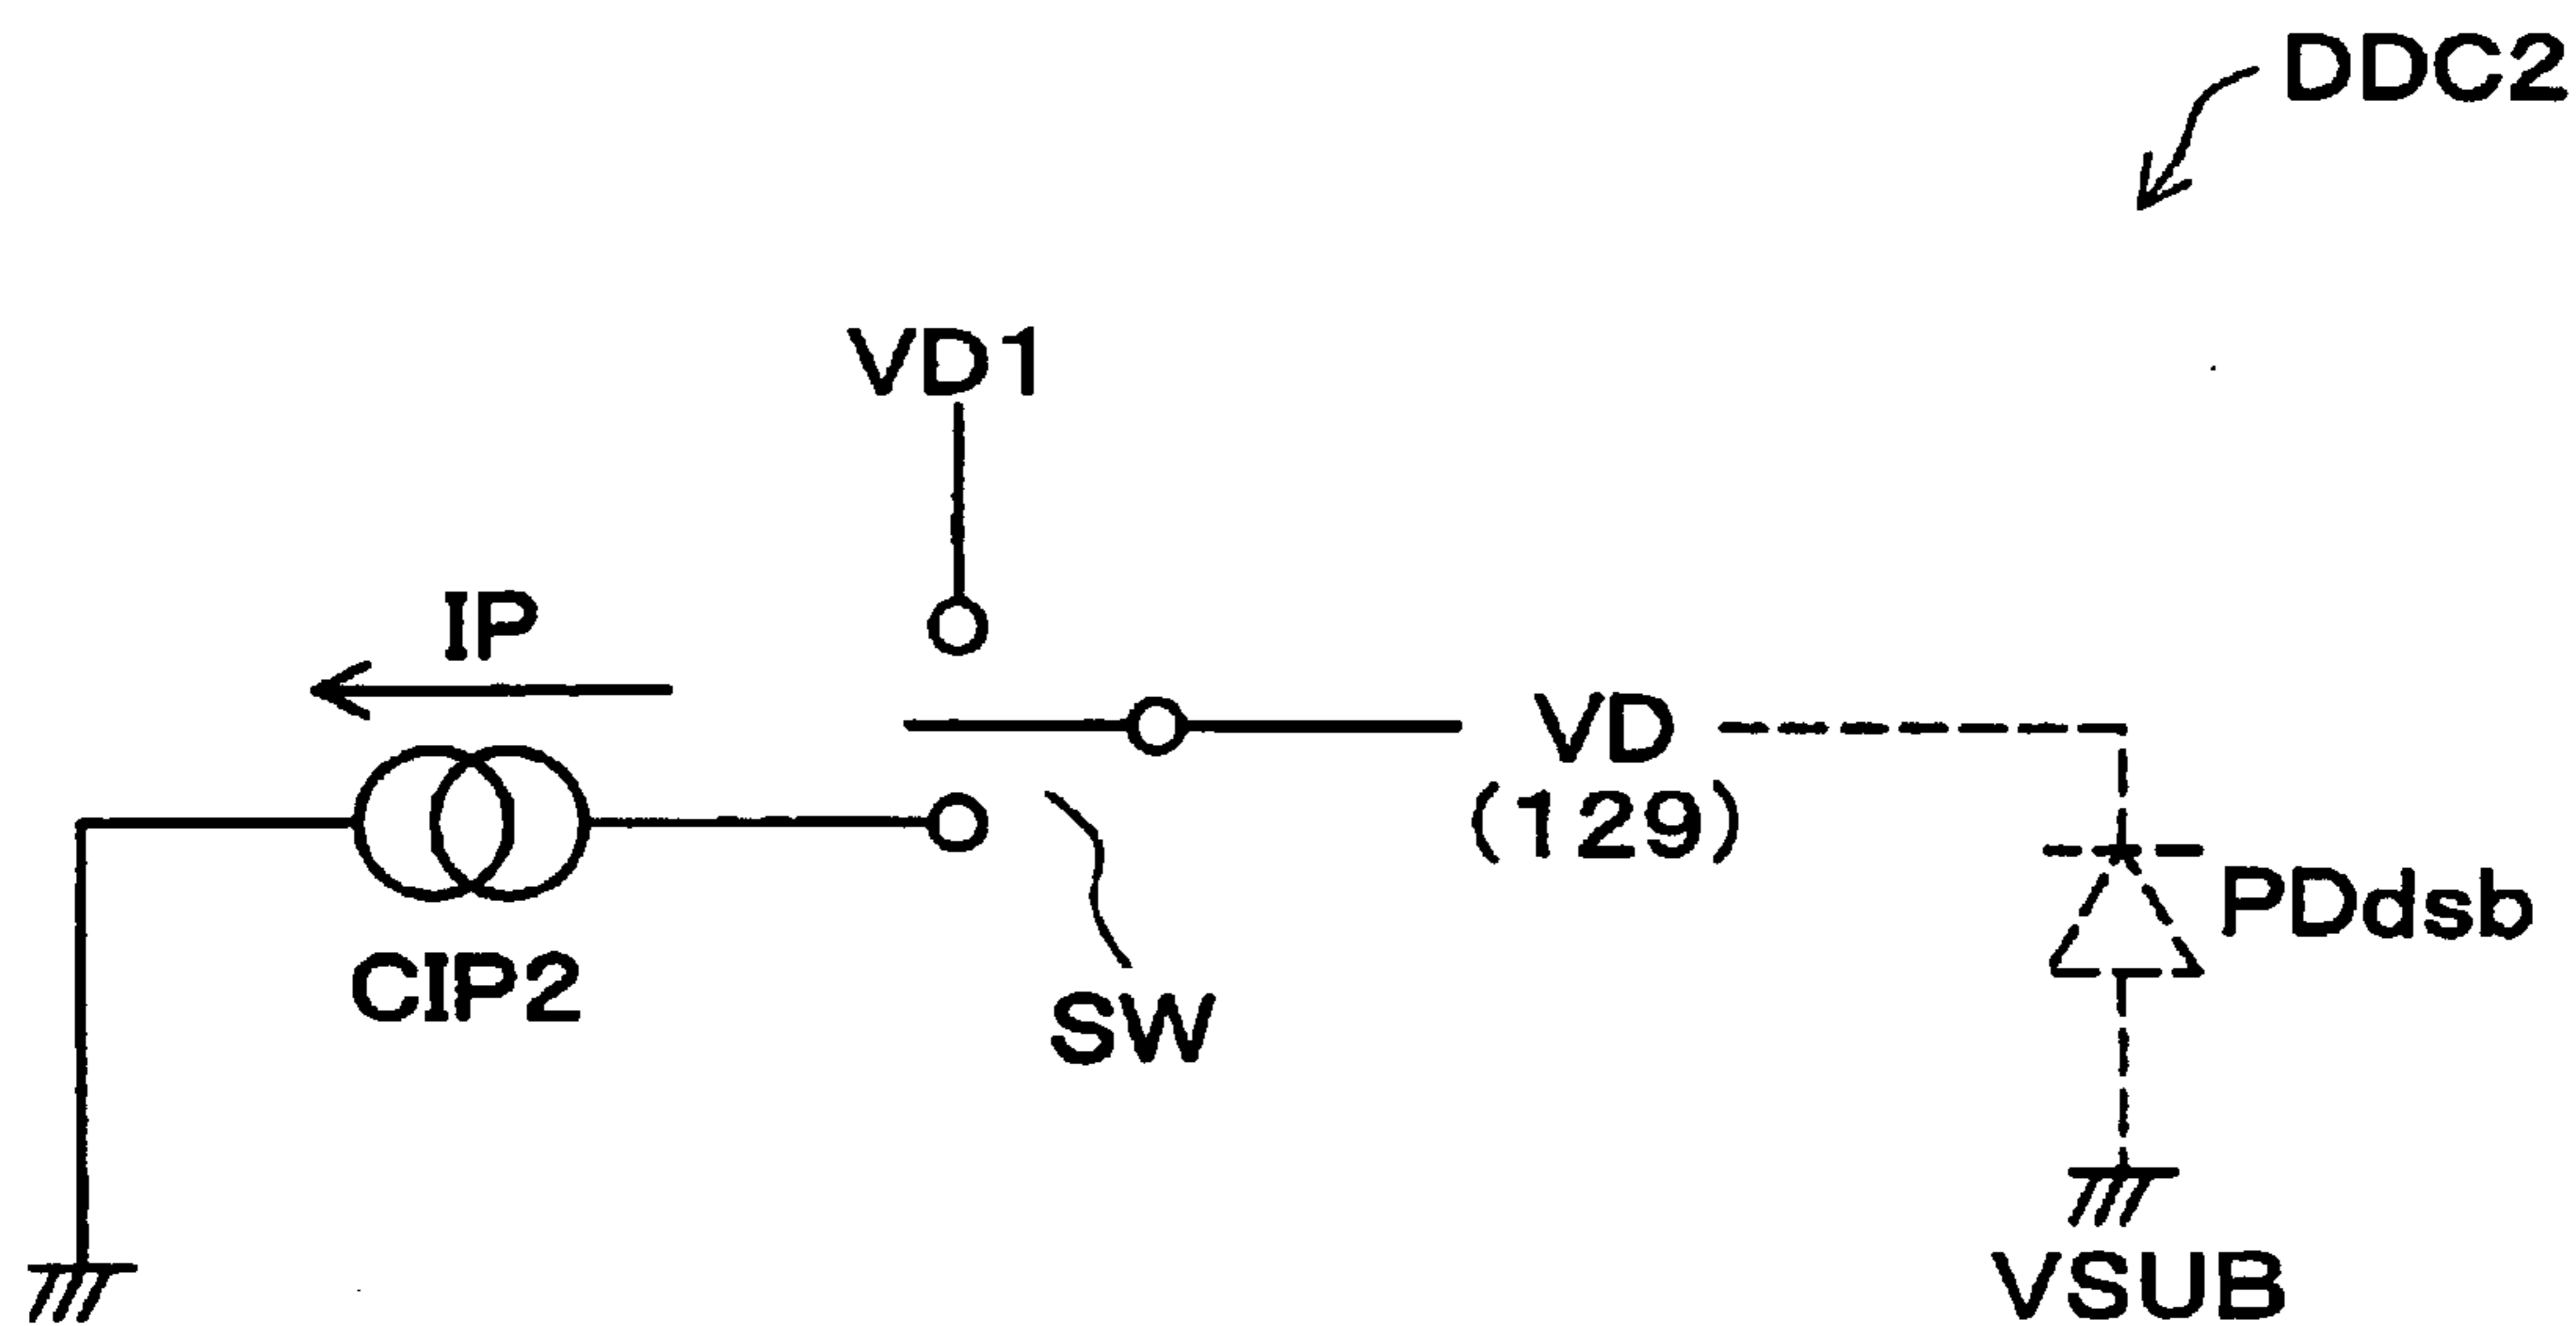 DDC2
VD1
IP
VD
(129)
PDdsb
CIP2
SW
VSUB